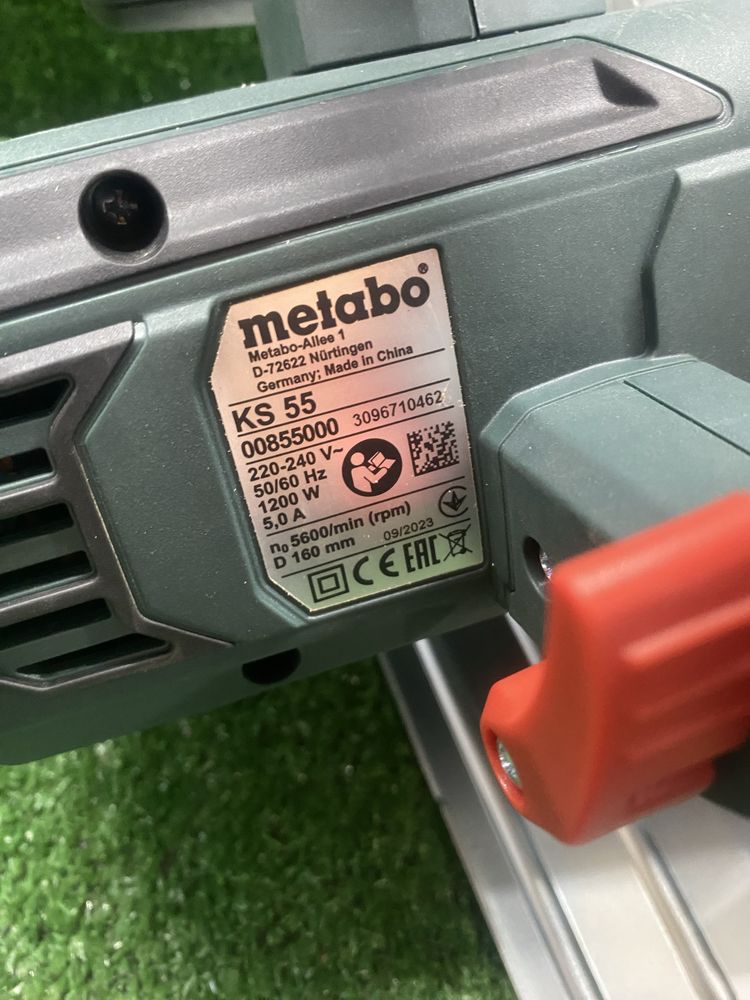 metabo®
Metabo-Allee 1
D-72622 Nürtingen
Germany; Made in China
KS 55
00855000 3096710462
220-240 V~
50/60 Hz
1200 W
5,0 A
n₀ 5600/min (rpm)
D 160 mm 09/2023
CE EAC